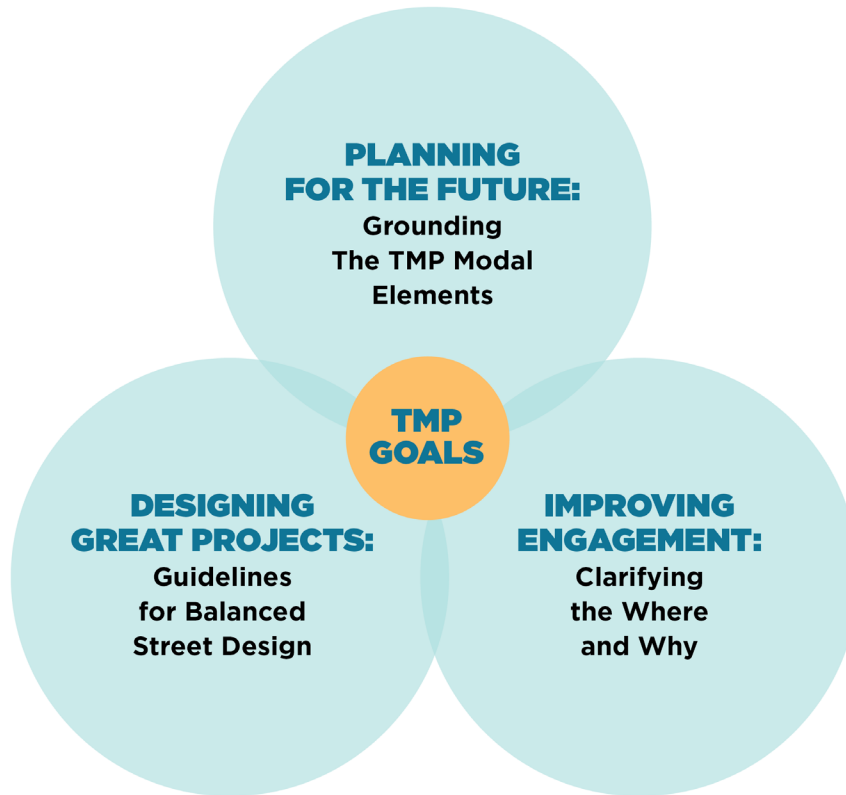 PLANNING
FOR THE FUTURE:
Grounding
The TMP Modal
Elements
TMP
GOALS
DESIGNING
GREAT PROJECTS:
Guidelines
for Balanced
Street Design
IMPROVING
ENGAGEMENT:
Clarifying
the Where
and Why